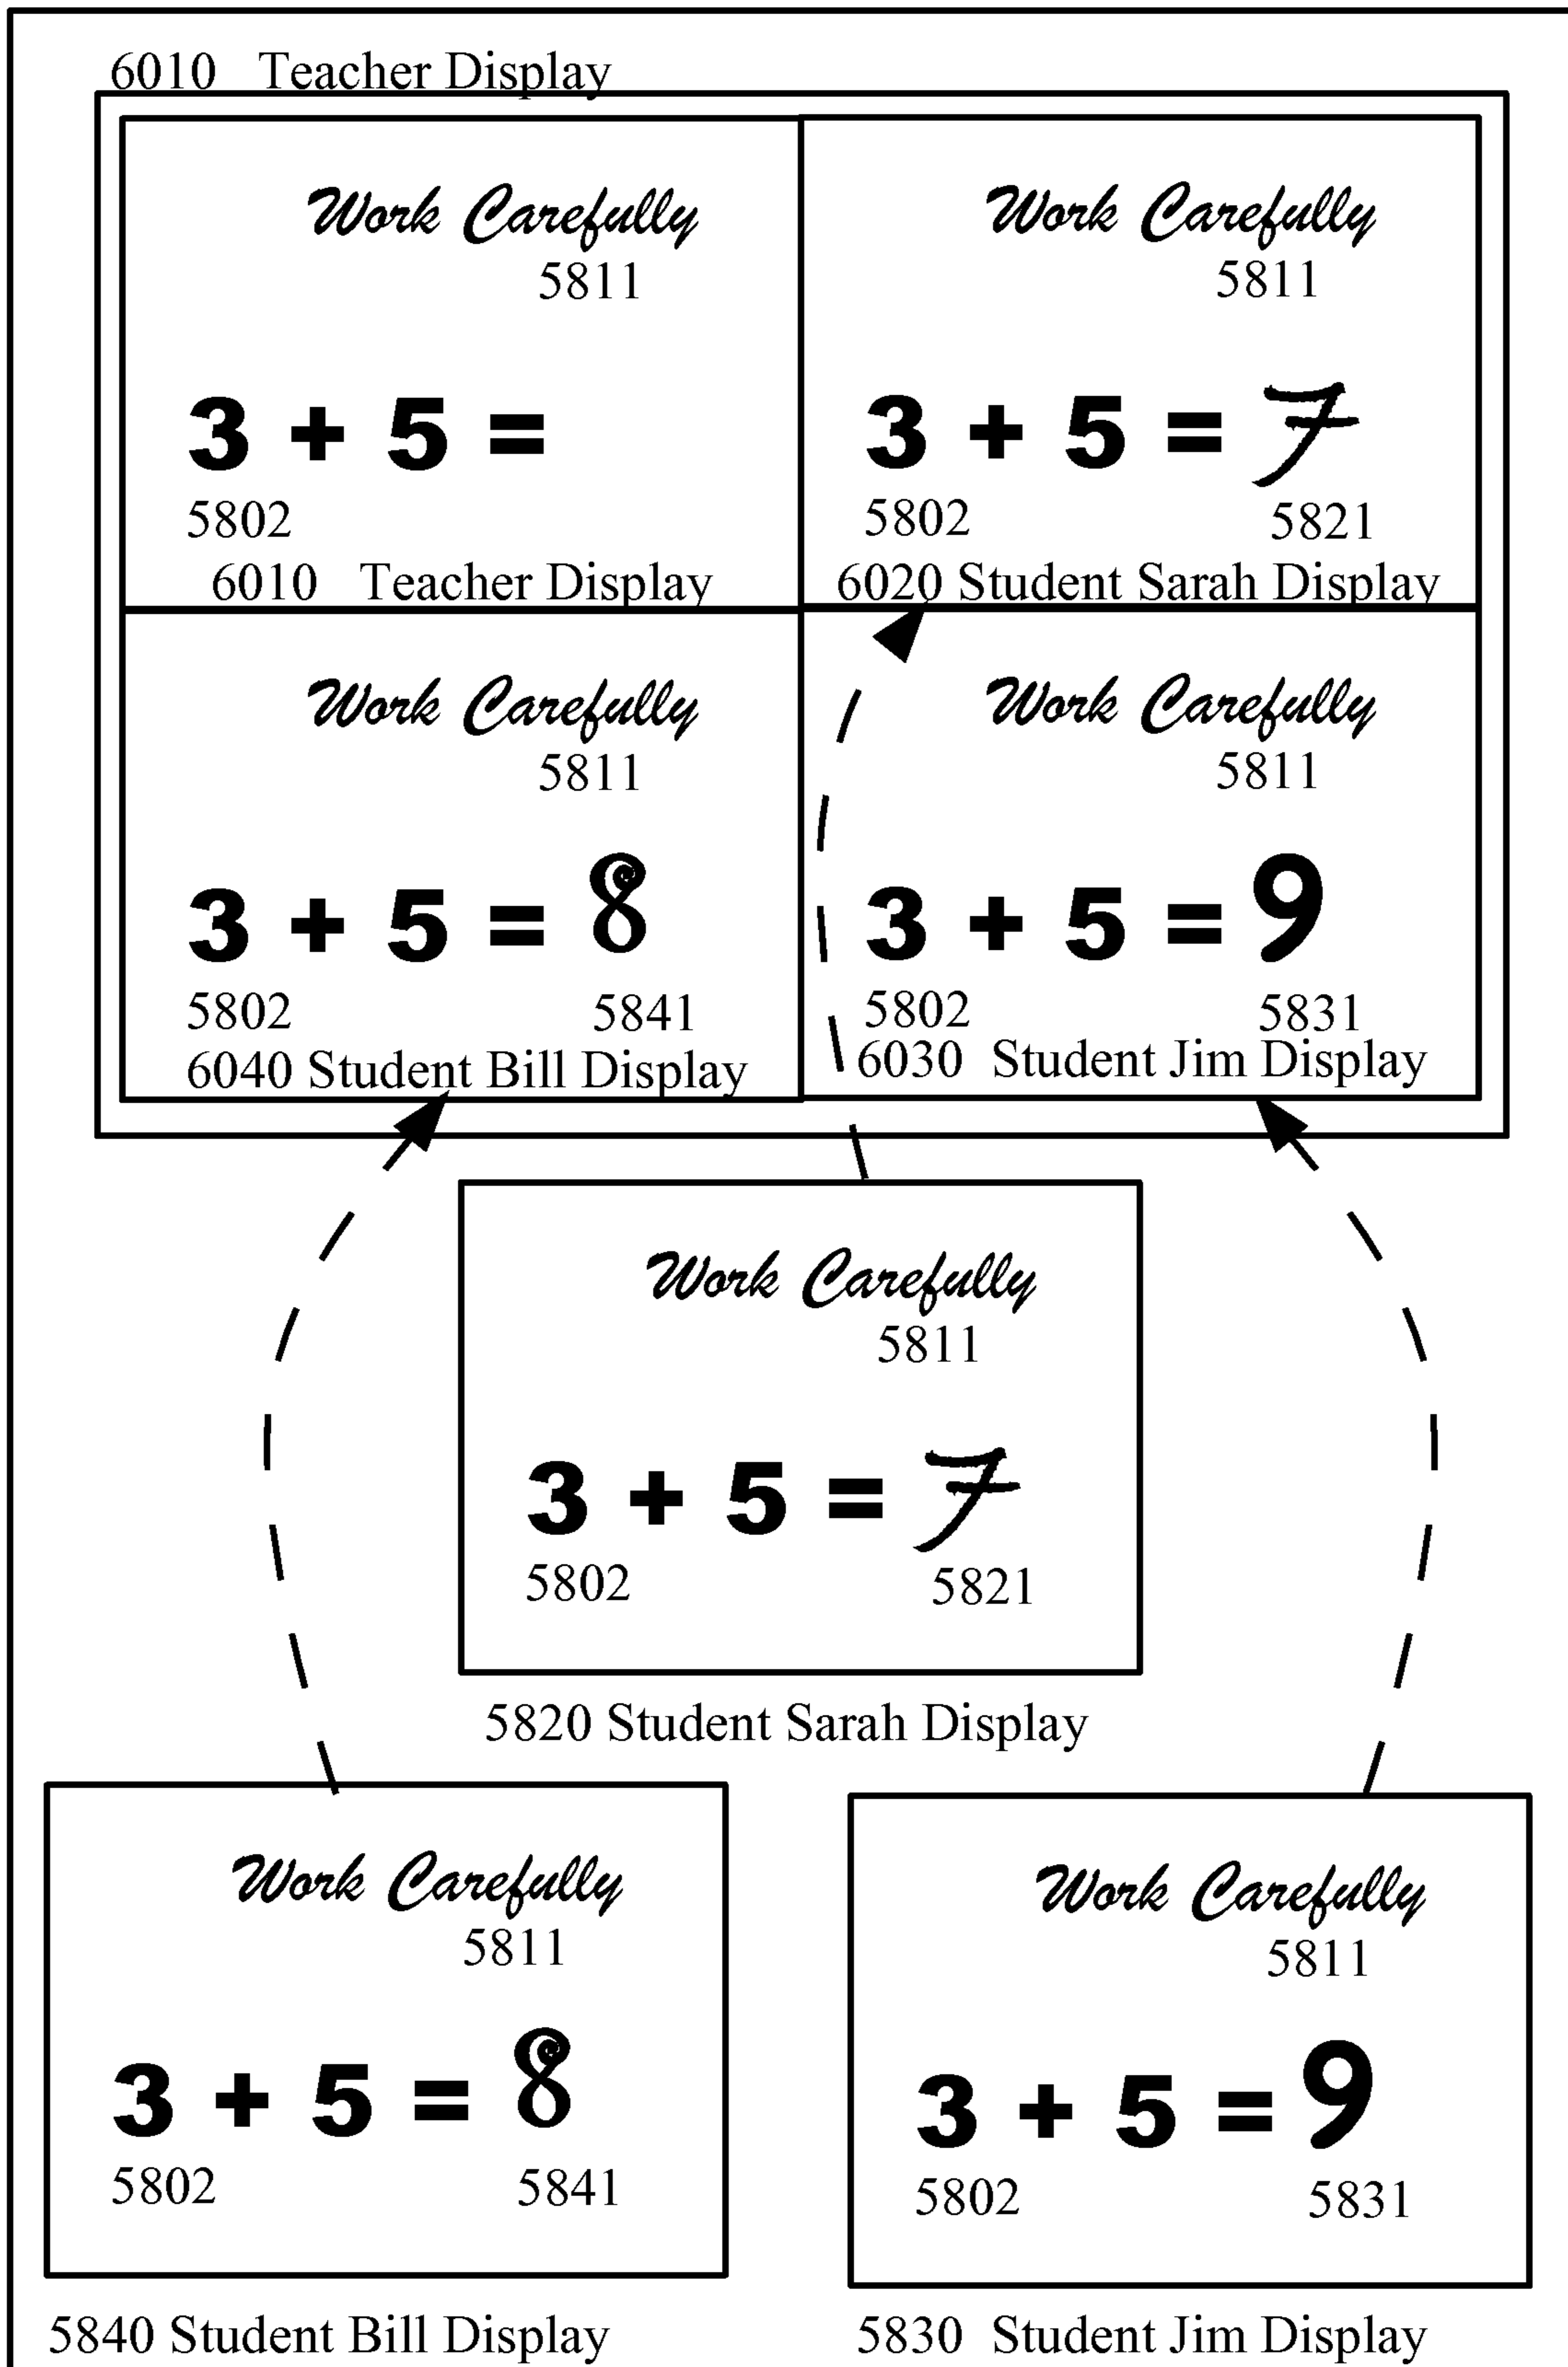 6010 Teacher Display
Work Carefully
5811
3 + 5 =
5802
6010 Teacher Display
Work Carefully
5811
3 + 5 = 7
5802 5821
6020 Student Sarah Display
Work Carefully
5811
3 + 5 = 8
5802 5841
6040 Student Bill Display
Work Carefully
5811
3 + 5 = 9
5802 5831
6030 Student Jim Display
Work Carefully
5811
3 + 5 = 7
5802 5821
5820 Student Sarah Display
Work Carefully
5811
3 + 5 = 8
5802 5841
5840 Student Bill Display
Work Carefully
5811
3 + 5 = 9
5802 5831
5830 Student Jim Display